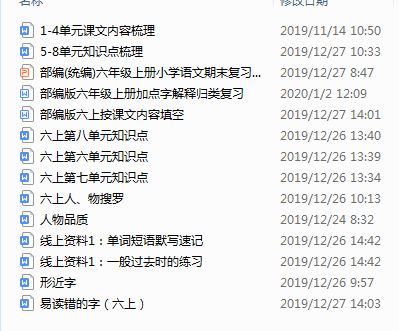 名称 修改日期
1-4单元课文内容梳理 2019/11/14 10:50
5-8单元知识点梳理 2019/12/27 10:33
部编(统编)六年级上册小学语文期末复习... 2019/12/27 8:47
部编版六年级上册加点字解释归类复习 2020/1/2 12:09
部编版六上按课文内容填空 2019/12/27 14:01
六上第八单元知识点 2019/12/26 13:40
六上第六单元知识点 2019/12/26 13:39
六上第七单元知识点 2019/12/26 13:34
六上人、物搜罗 2019/12/26 10:13
人物品质 2019/12/24 8:32
线上资料1：单词短语默写速记 2019/12/26 14:42
线上资料1：一般过去时的练习 2019/12/26 14:42
形近字 2019/12/26 9:57
易读错的字（六上） 2019/12/27 14:03